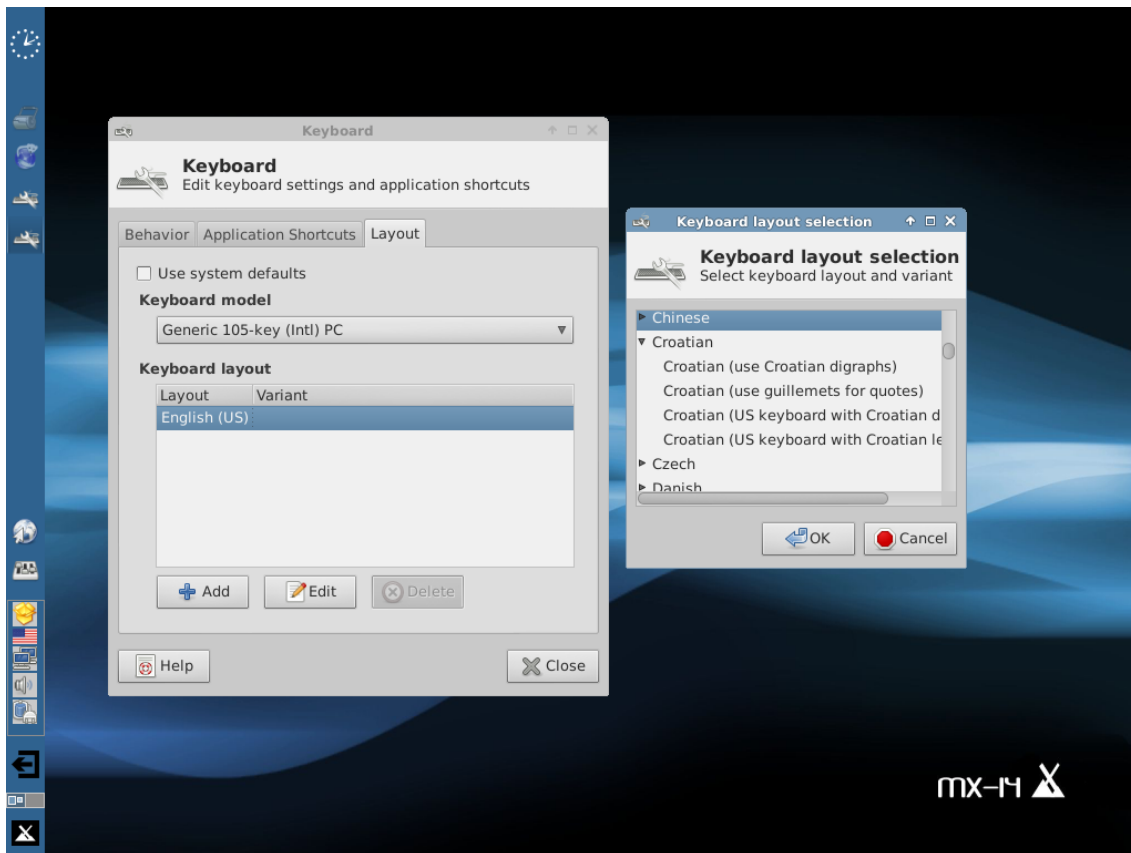 Keyboard
Keyboard
Edit keyboard settings and application shortcuts
Behavior Application Shortcuts Layout
Use system defaults
Keyboard model
Generic 105-key (Intl) PC
Keyboard layout
Layout Variant
English (US)
Add Edit Delete
Help Close
Keyboard layout selection
Keyboard layout selection
Select keyboard layout and variant
Chinese
Croatian
Croatian (use Croatian digraphs)
Croatian (use guillemets for quotes)
Croatian (US keyboard with Croatian d
Croatian (US keyboard with Croatian le
Czech
Danish
OK Cancel
mx-14